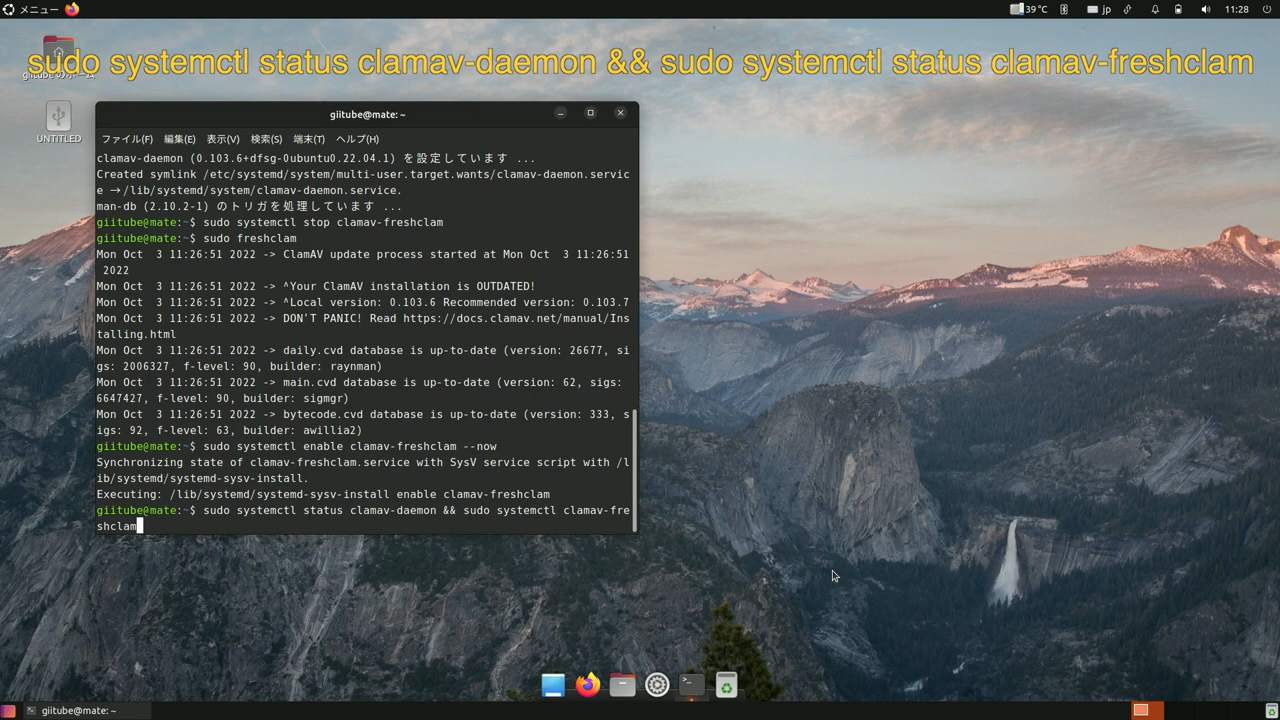 メニュー
39 ℃
jp
11:28
sudo systemctl status clamav-daemon && sudo systemctl status clamav-freshclam
UNTITLED
giitube@mate: ~
ファイル(F) 編集(E) 表示(V) 検索(S) 端末(T) ヘルプ(H)
clamav-daemon (0.103.6+dfsg-0ubuntu0.22.04.1) を設定しています ...
Created symlink /etc/systemd/system/multi-user.target.wants/clamav-daemon.servic
e → /lib/systemd/system/clamav-daemon.service.
man-db (2.10.2-1) のトリガを処理しています ...
giitube@mate:~$ sudo systemctl stop clamav-freshclam
giitube@mate:~$ sudo freshclam
Mon Oct  3 11:26:51 2022 -> ClamAV update process started at Mon Oct  3 11:26:51
 2022
Mon Oct  3 11:26:51 2022 -> ^Your ClamAV installation is OUTDATED!
Mon Oct  3 11:26:51 2022 -> ^Local version: 0.103.6 Recommended version: 0.103.7
Mon Oct  3 11:26:51 2022 -> DON'T PANIC! Read https://docs.clamav.net/manual/Ins
talling.html
Mon Oct  3 11:26:51 2022 -> daily.cvd database is up-to-date (version: 26677, si
gs: 2006327, f-level: 90, builder: raynman)
Mon Oct  3 11:26:51 2022 -> main.cvd database is up-to-date (version: 62, sigs:
6647427, f-level: 90, builder: sigmgr)
Mon Oct  3 11:26:51 2022 -> bytecode.cvd database is up-to-date (version: 333, s
igs: 92, f-level: 63, builder: awillia2)
giitube@mate:~$ sudo systemctl enable clamav-freshclam --now
Synchronizing state of clamav-freshclam.service with SysV service script with /l
ib/systemd/systemd-sysv-install.
Executing: /lib/systemd/systemd-sysv-install enable clamav-freshclam
giitube@mate:~$ sudo systemctl status clamav-daemon && sudo systemctl clamav-fre
shclam
giitube@mate: ~